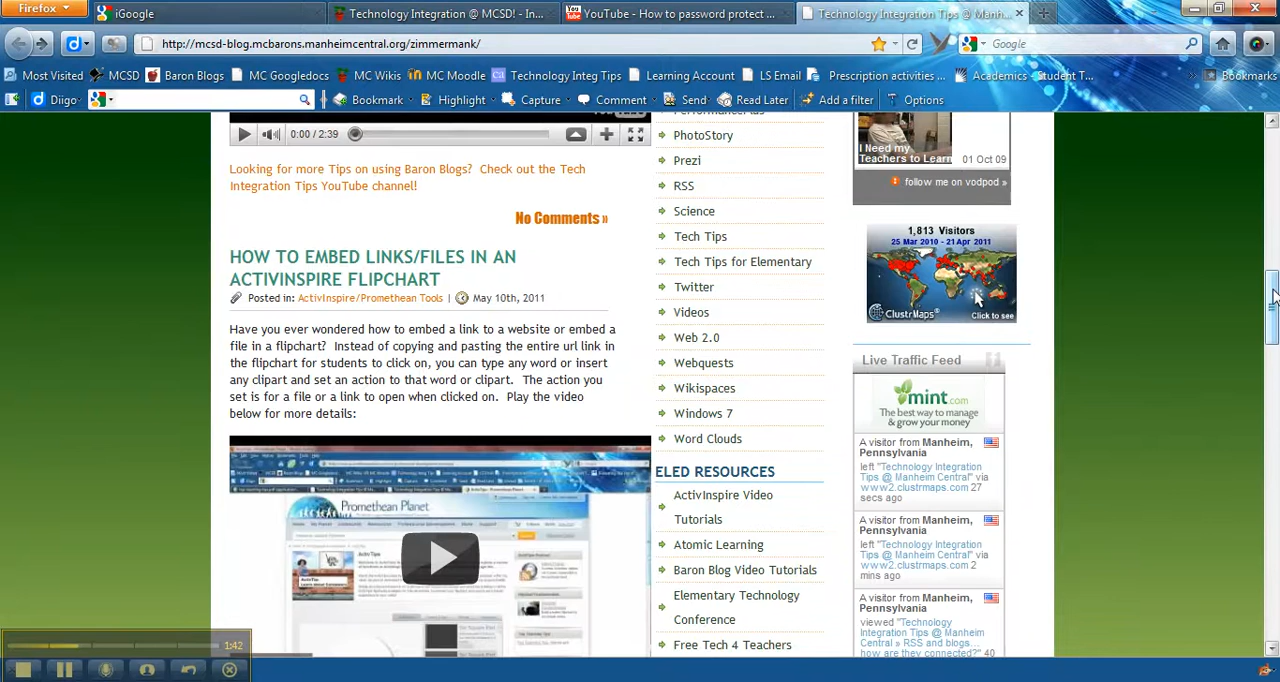 Firefox
iGoogle
Technology Integration @ MCSD! - In...
YouTube - How to password protect ...
Technology Integration Tips @ Manh...
http://mcsd-blog.mcbarons.manheimcentral.org/zimmermank/
Google
Most Visited
MCSD
Baron Blogs
MC Googledocs
MC Wikis
MC Moodle
Technology Integ Tips
Learning Account
LS Email
Prescription activities ...
Academics - Student T...
Bookmarks
Diigo
Bookmark
Highlight
Capture
Comment
Send
Read Later
Add a filter
Options
0:00 / 2:39
Looking for more Tips on using Baron Blogs? Check out the Tech
Integration Tips YouTube channel!
No Comments »
HOW TO EMBED LINKS/FILES IN AN
ACTIVINSPIRE FLIPCHART
Posted in: ActivInspire/Promethean Tools | May 10th, 2011
Have you ever wondered how to embed a link to a website or embed a
file in a flipchart? Instead of copying and pasting the entire url link in
the flipchart for students to click on, you can type any word or insert
any clipart and set an action to that word or clipart. The action you
set is for a file or a link to open when clicked on. Play the video
below for more details:
Promethean Planet
PhotoStory
Prezi
RSS
Science
Tech Tips
Tech Tips for Elementary
Twitter
Videos
Web 2.0
Webquests
Wikispaces
Windows 7
Word Clouds
ELED RESOURCES
ActivInspire Video
Tutorials
Atomic Learning
Baron Blog Video Tutorials
Elementary Technology
Conference
Free Tech 4 Teachers
I Need my
Teachers to Learn
01 Oct 09
follow me on vodpod »
1,813 Visitors
25 Mar 2010 - 21 Apr 2011
ClustrMaps®
Click to see
Live Traffic Feed
mint.com
The best way to manage
& grow your money
A visitor from Manheim,
Pennsylvania
left "Technology Integration
Tips @ Manheim Central" via
www2.clustrmaps.com 27
secs ago
A visitor from Manheim,
Pennsylvania
left "Technology Integration
Tips @ Manheim Central" via
www2.clustrmaps.com 2
mins ago
A visitor from Manheim,
Pennsylvania
viewed "Technology
Integration Tips @ Manheim
Central » RSS and blogs...
how are they connected?" 40
1:42